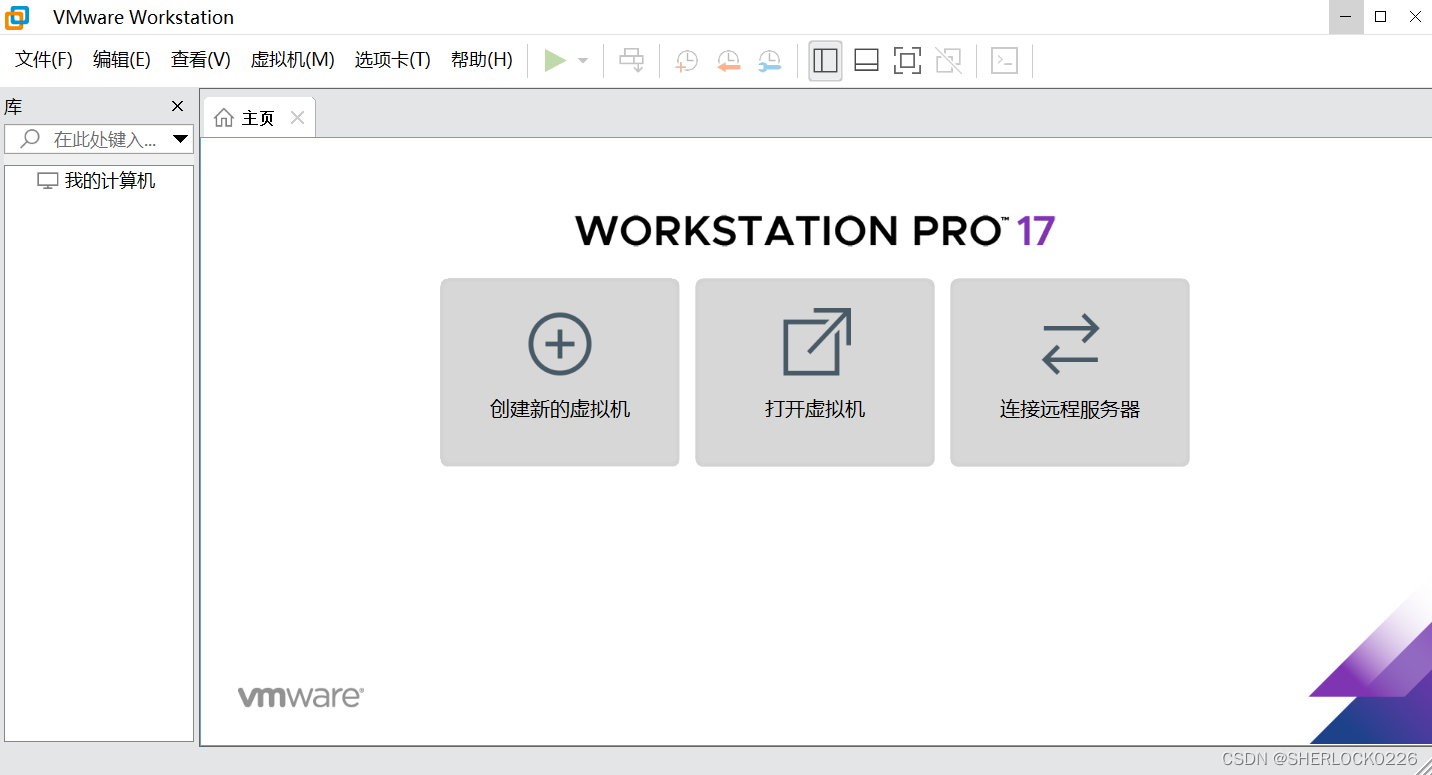 VMware Workstation
文件(F) 编辑(E) 查看(V) 虚拟机(M) 选项卡(T) 帮助(H)
库
主页
在此处键入...
我的计算机
WORKSTATION PRO™ 17
创建新的虚拟机 打开虚拟机 连接远程服务器
vmware®
CSDN @SHERLOCK0226